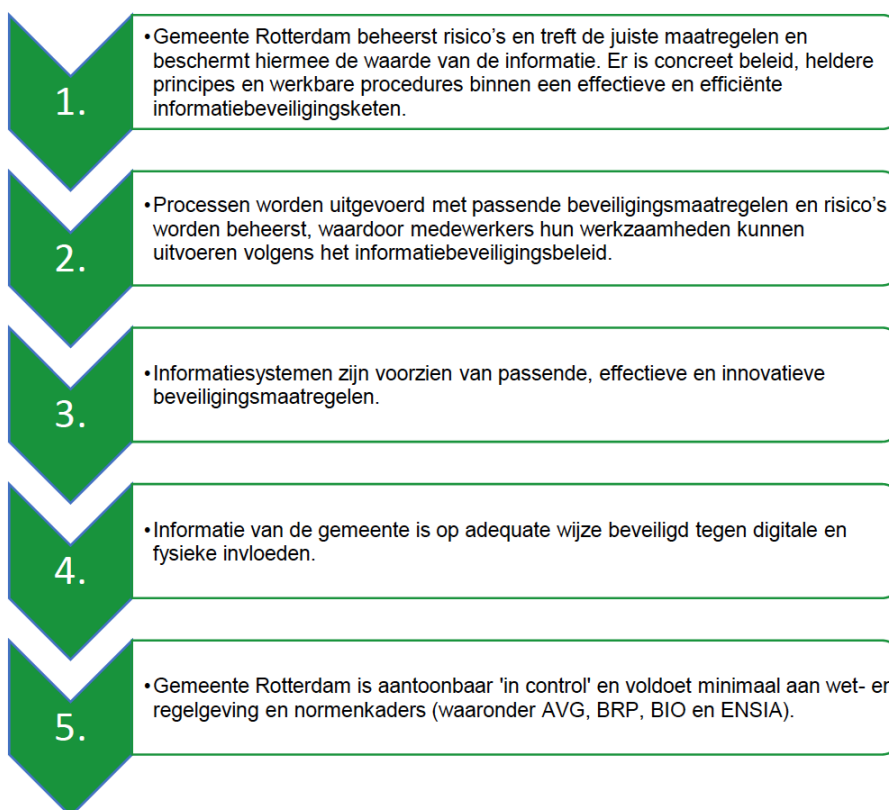 1.
•Gemeente Rotterdam beheerst risico's en treft de juiste maatregelen en
beschermt hiermee de waarde van de informatie. Er is concreet beleid, heldere
principes en werkbare procedures binnen een effectieve en efficiënte
informatiebeveiligingsketen.
2.
•Processen worden uitgevoerd met passende beveiligingsmaatregelen en risico's
worden beheerst, waardoor medewerkers hun werkzaamheden kunnen
uitvoeren volgens het informatiebeveiligingsbeleid.
3.
•Informatiesystemen zijn voorzien van passende, effectieve en innovatieve
beveiligingsmaatregelen.
4.
•Informatie van de gemeente is op adequate wijze beveiligd tegen digitale en
fysieke invloeden.
5.
•Gemeente Rotterdam is aantoonbaar 'in control' en voldoet minimaal aan wet- en
regelgeving en normenkaders (waaronder AVG, BRP, BIO en ENSIA).